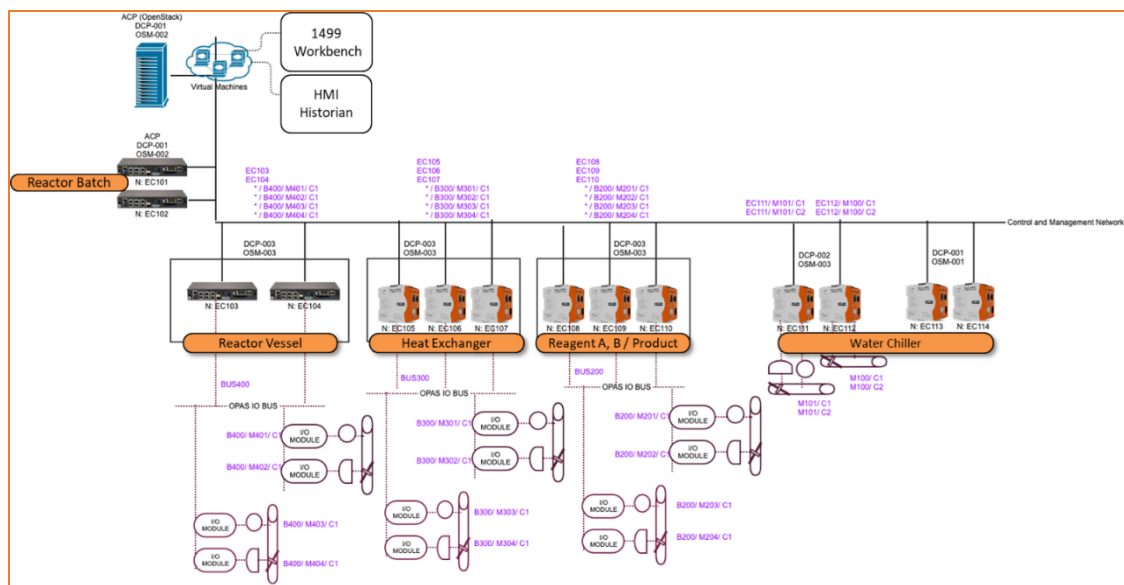 ACP (OpenStack)
DCP-001
OSM-002
Virtual Machines
1499
Workbench
HMI
Historian
ACP
DCP-001
OSM-002
Reactor Batch
N: EC101
N: EC102
EC103
EC104
* / B400/ M401/ C1
* / B400/ M402/ C1
* / B400/ M403/ C1
* / B400/ M404/ C1
EC105
EC106
EC107
* / B300/ M301/ C1
* / B300/ M302/ C1
* / B300/ M303/ C1
* / B300/ M304/ C1
EC108
EC109
EC110
* / B200/ M201/ C1
* / B200/ M202/ C1
* / B200/ M203/ C1
* / B200/ M204/ C1
EC111/ M101/ C1
EC111/ M101/ C2
EC112/ M100/ C1
EC112/ M100/ C2
Control and Management Network
DCP-003
OSM-003
DCP-003
OSM-003
DCP-003
OSM-003
DCP-002
OSM-003
DCP-001
OSM-001
N: EC103
N: EC104
N: EC105
N: EC106
N: EC107
N: EC108
N: EC109
N: EC110
N: EC111
N: EC112
N: EC113
N: EC114
Reactor Vessel
Heat Exchanger
Reagent A, B / Product
Water Chiller
BUS400
BUS300
BUS200
M100/ C1
M100/ C2
M101/ C1
M101/ C2
OPAS IO BUS
OPAS IO BUS
OPAS IO BUS
B400/ M401/ C1
I/O
MODULE
B400/ M402/ C1
I/O
MODULE
I/O
MODULE
B400/ M403/ C1
I/O
MODULE
B400/ M404/ C1
B300/ M301/ C1
I/O
MODULE
B300/ M302/ C1
I/O
MODULE
I/O
MODULE
B300/ M303/ C1
I/O
MODULE
B300/ M304/ C1
B200/ M201/ C1
I/O
MODULE
B200/ M202/ C1
I/O
MODULE
I/O
MODULE
B200/ M203/ C1
I/O
MODULE
B200/ M204/ C1